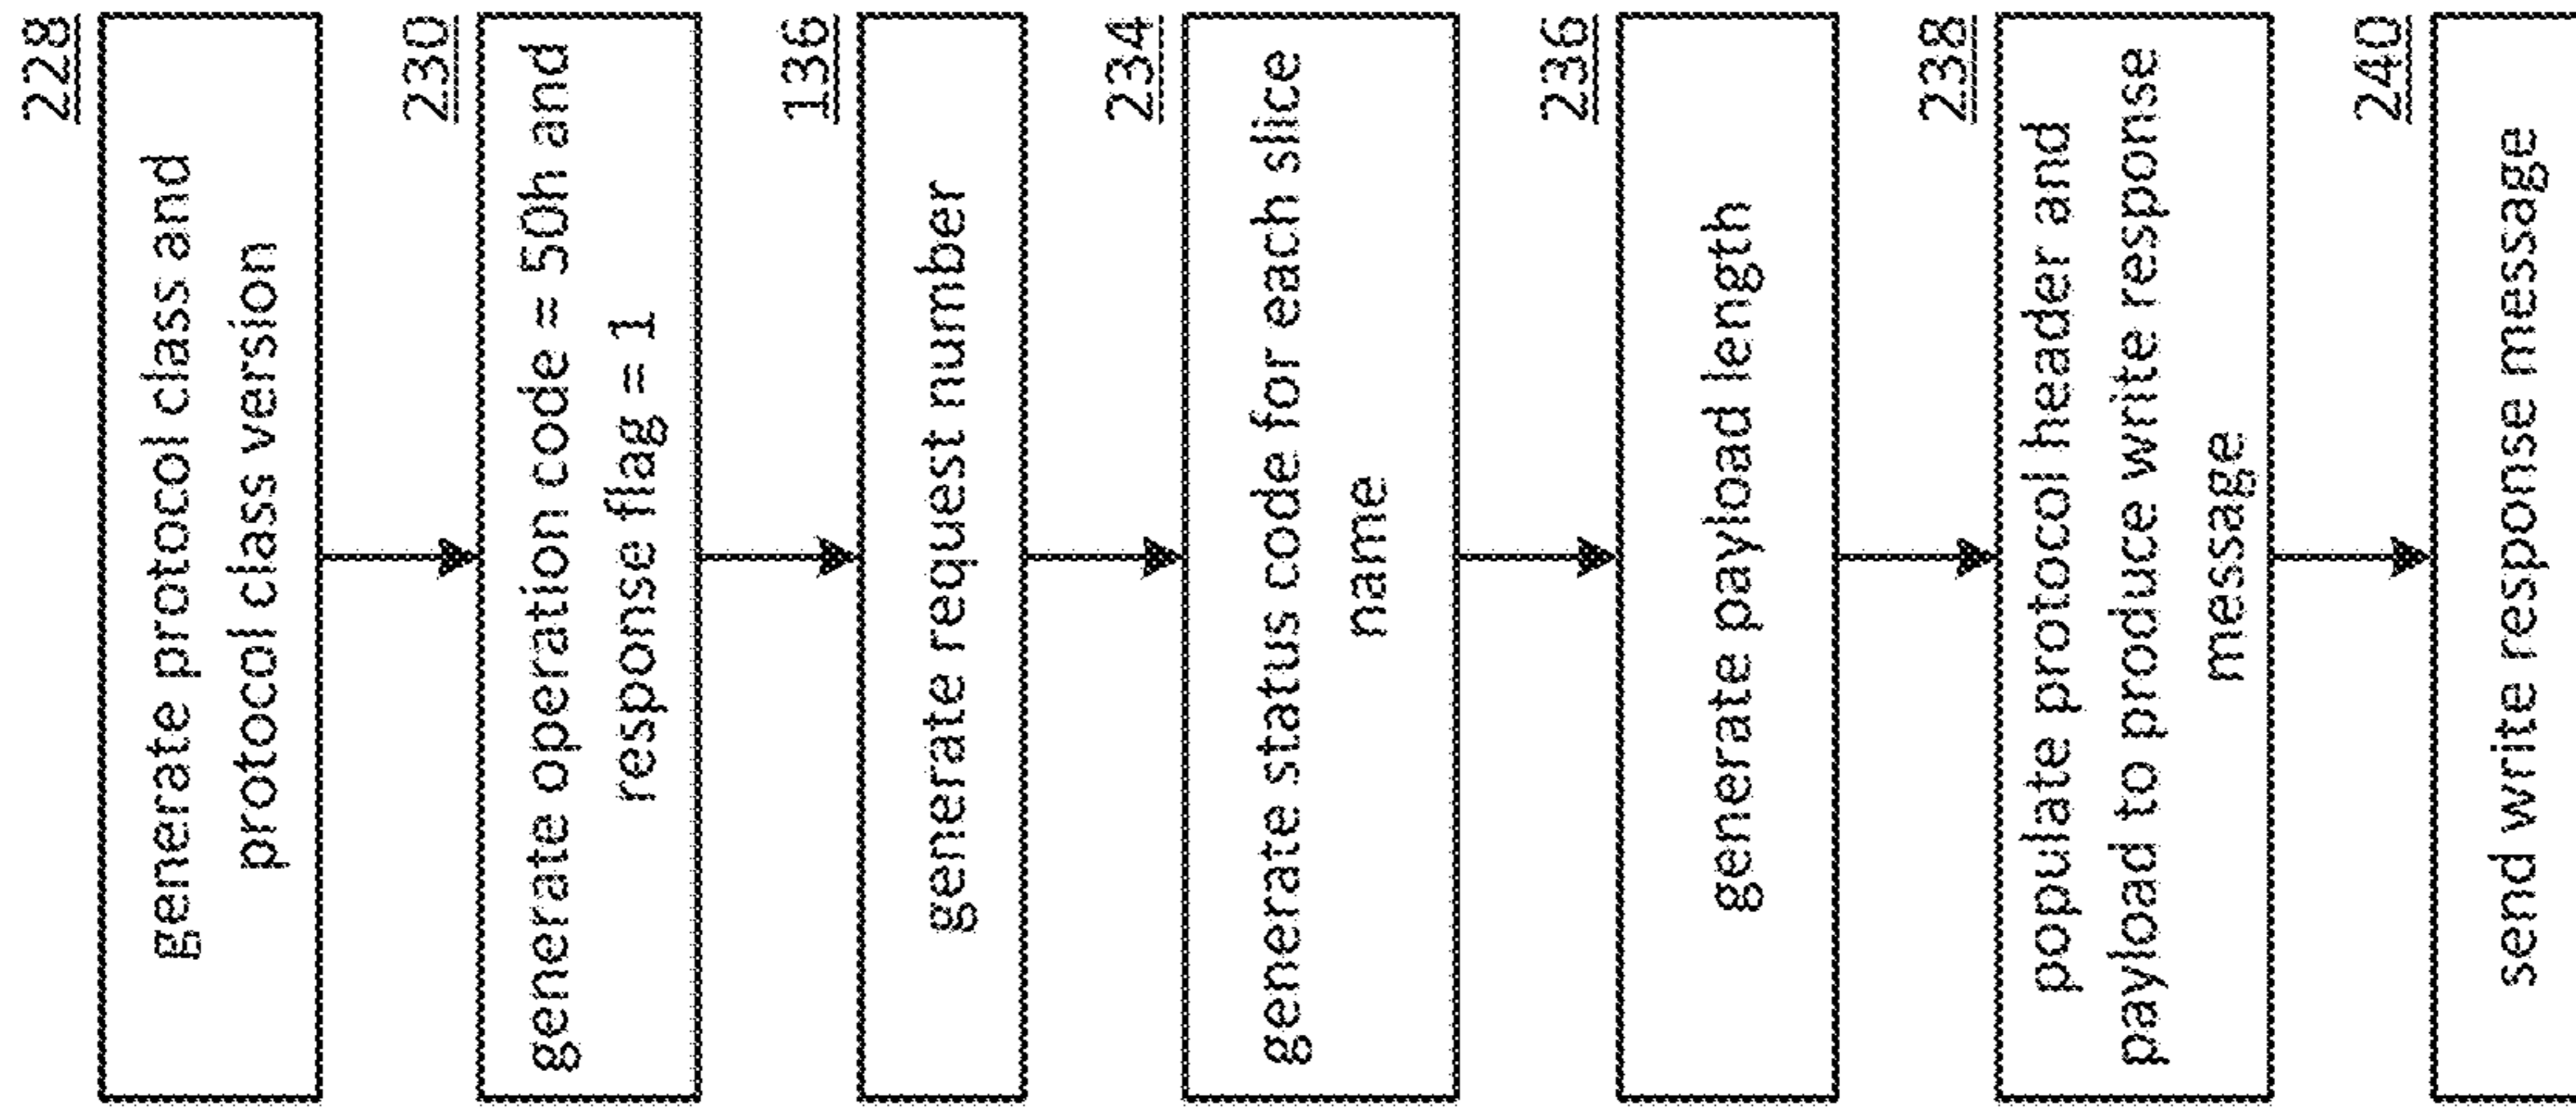 228
generate protocol class and
protocol class version
230
generate operation code = 50h and
response flag = 1
136
generate request number
234
generate status code for each slice
name
236
generate payload length
238
populate protocol header and
payload to produce write response
message
240
send write response message